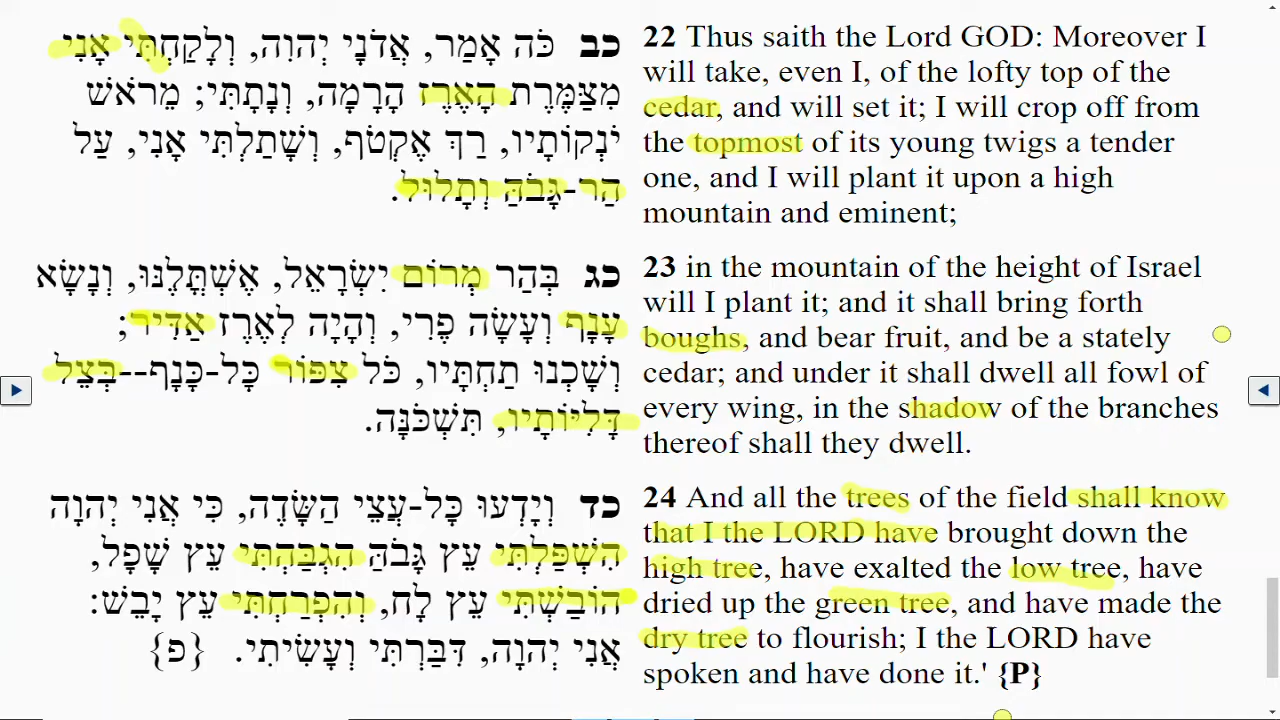 כב כֹּה אָמַר, אֲדֹנָי יְהוִה, וְלָקַחְתִּי אָנִי
מִצַּמֶּרֶת הָאֶרֶז הָרָמָה, וְנָתָתִּי; מֵרֹאשׁ
יֹנְקוֹתָיו, רַךְ אֶקְטֹף, וְשָׁתַלְתִּי אָנִי, עַל
הַר-גָּבֹהַּ וְתָלוּל.
כג בְּהַר מְרוֹם יִשְׂרָאֵל, אֶשְׁתֳּלֶנּוּ, וְנָשָׂא
עָנָף וְעָשָׂה פֶרִי, וְהָיָה לְאֶרֶז אַדִּיר;
וְשָׁכְנוּ תַחְתָּיו, כֹּל צִפּוֹר כָּל-כָּנָף--בְּצֵל
דָּלִיּוֹתָיו, תִּשְׁכֹּנָּה.
כד וְיָדְעוּ כָּל-עֲצֵי הַשָּׂדֶה, כִּי אֲנִי יְהוָה
הִשְׁפַּלְתִּי עֵץ גָּבֹהַּ הִגְבַּהְתִּי עֵץ שָׁפָל,
הוֹבַשְׁתִּי עֵץ לָח, וְהִפְרַחְתִּי עֵץ יָבֵשׁ:
אֲנִי יְהוָה, דִּבַּרְתִּי וְעָשִׂיתִי. {פ}
22 Thus saith the Lord GOD: Moreover I
will take, even I, of the lofty top of the
cedar, and will set it; I will crop off from
the topmost of its young twigs a tender
one, and I will plant it upon a high
mountain and eminent;
23 in the mountain of the height of Israel
will I plant it; and it shall bring forth
boughs, and bear fruit, and be a stately
cedar; and under it shall dwell all fowl of
every wing, in the shadow of the branches
thereof shall they dwell.
24 And all the trees of the field shall know
that I the LORD have brought down the
high tree, have exalted the low tree, have
dried up the green tree, and have made the
dry tree to flourish; I the LORD have
spoken and have done it.' {P}